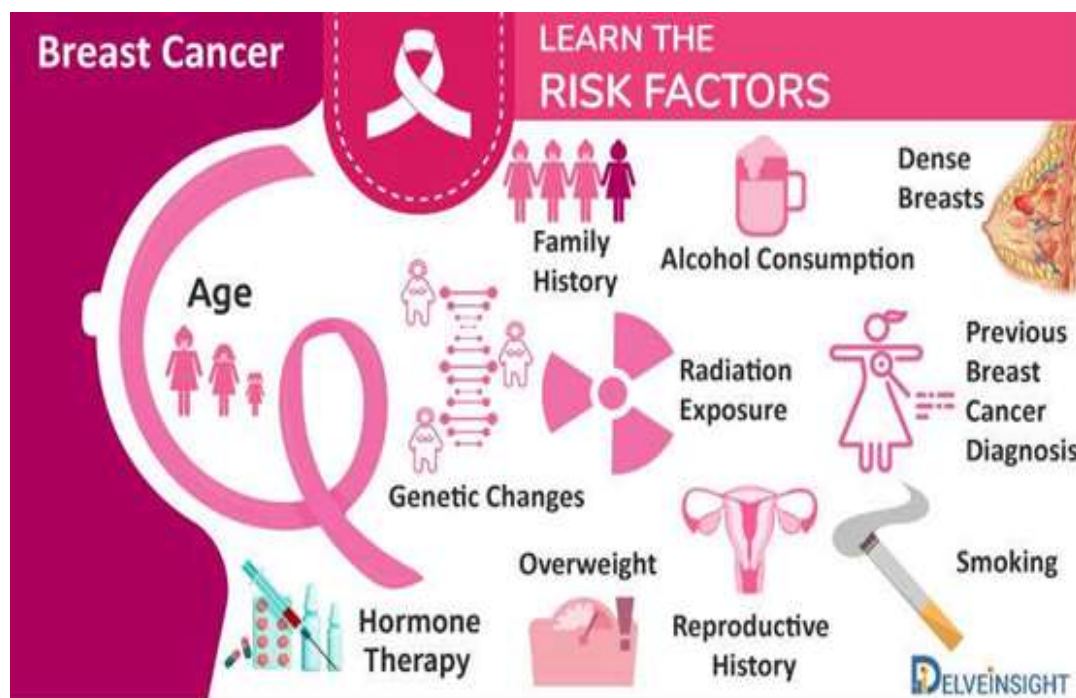 Breast Cancer
LEARN THE
RISK FACTORS
Family
History
Alcohol Consumption
Dense
Breasts
Age
Genetic Changes
Radiation
Exposure
Previous
Breast
Cancer
Diagnosis
Hormone
Therapy
Overweight
Reproductive
History
Smoking
DELVEINSIGHT